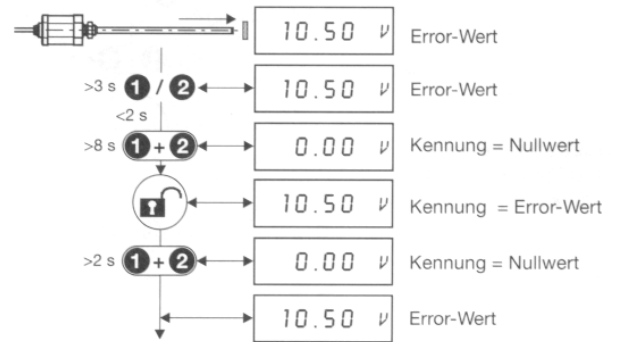 10.50 V Error-Wert
>3 s 1 / 2 10.50 V Error-Wert
<2 s
>8 s 1 + 2 0.00 V Kennung = Nullwert
10.50 V Kennung = Error-Wert
>2 s 1 + 2 0.00 V Kennung = Nullwert
10.50 V Error-Wert